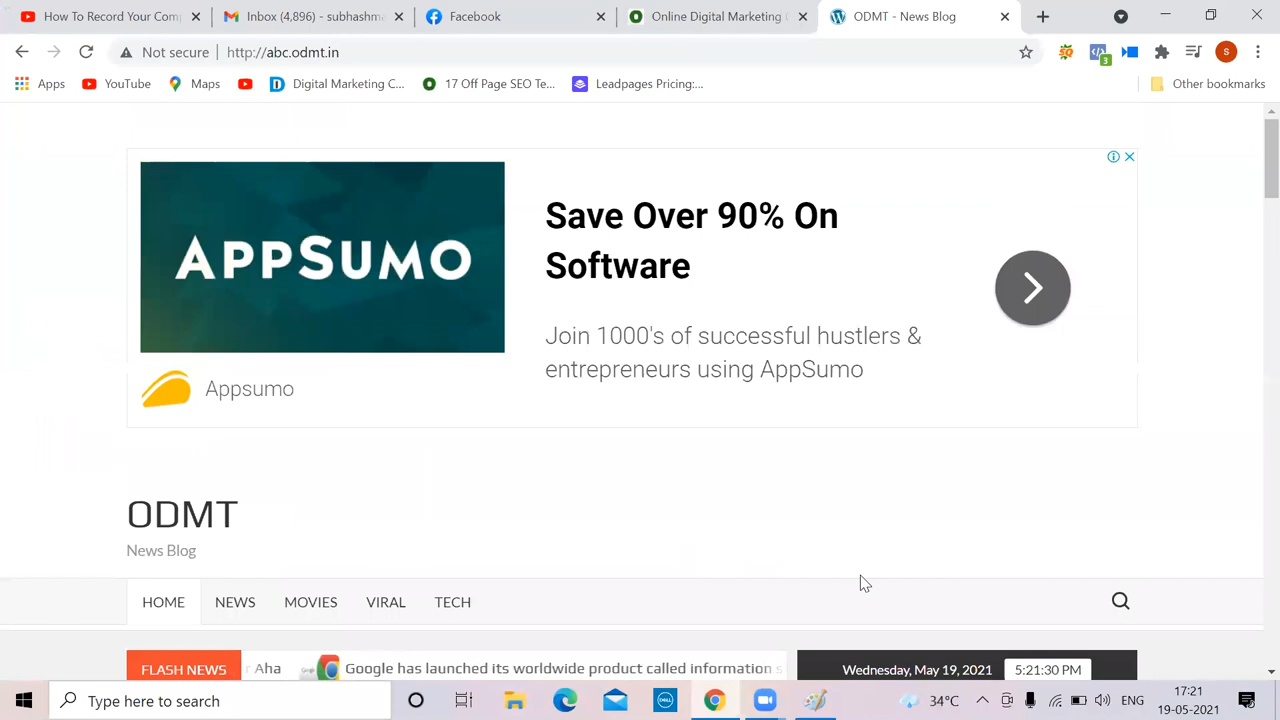 How To Record Your Com
Inbox (4,896) - subhashm
Facebook
Online Digital Marketing
ODMT - News Blog
Not secure
http://abc.odmt.in
3
S
Apps
YouTube
Maps
Digital Marketing C...
17 Off Page SEO Te...
Leadpages Pricing:...
Other bookmarks
APPSUMO
Save Over 90% On
Software
Join 1000's of successful hustlers &
entrepreneurs using AppSumo
Appsumo
ODMT
News Blog
HOME
NEWS
MOVIES
VIRAL
TECH
FLASH NEWS
r Aha
Google has launched its worldwide product called information s
Wednesday, May 19, 2021
5:21:30 PM
Type here to search
DELL
34°C
ENG
17:21
19-05-2021